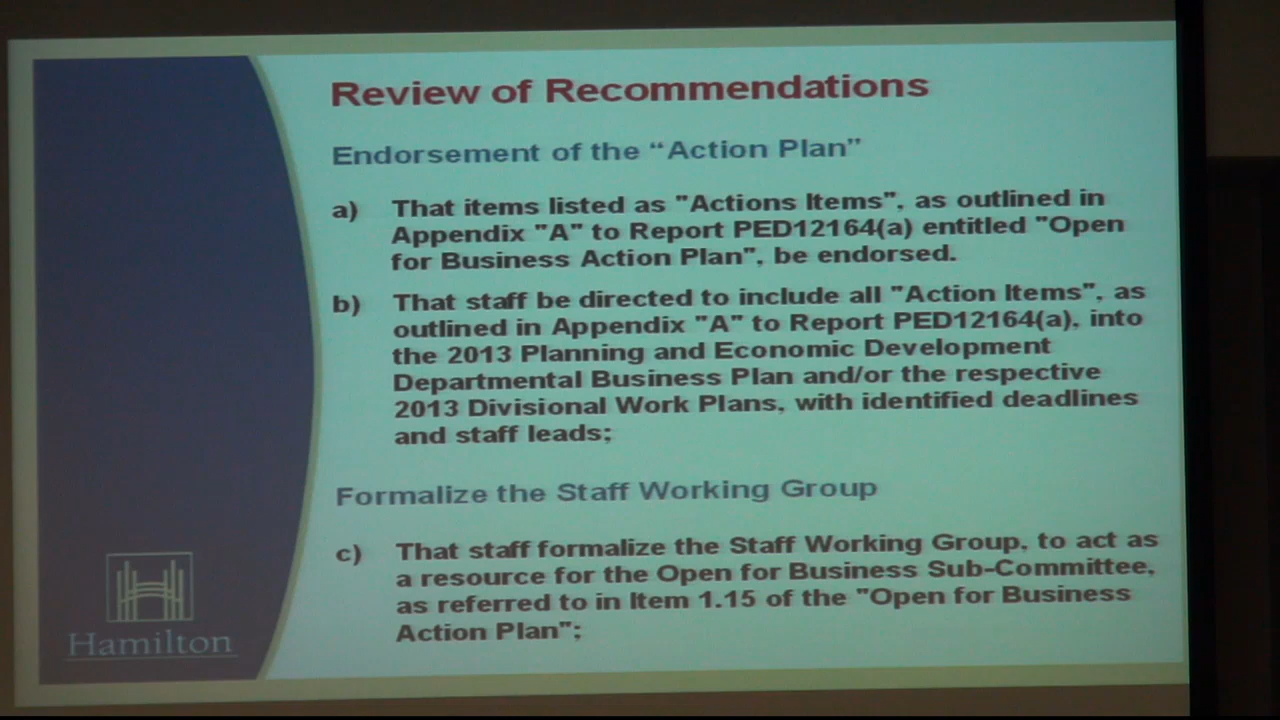 Review of Recommendations
Endorsement of the “Action Plan”
a) That items listed as "Actions Items", as outlined in
Appendix "A" to Report PED12164(a) entitled "Open
for Business Action Plan", be endorsed.
b) That staff be directed to include all "Action Items", as
outlined in Appendix "A" to Report PED12164(a), into
the 2013 Planning and Economic Development
Departmental Business Plan and/or the respective
2013 Divisional Work Plans, with identified deadlines
and staff leads;
Formalize the Staff Working Group
c) That staff formalize the Staff Working Group, to act as
a resource for the Open for Business Sub-Committee,
as referred to in Item 1.15 of the "Open for Business
Action Plan";
Hamilton